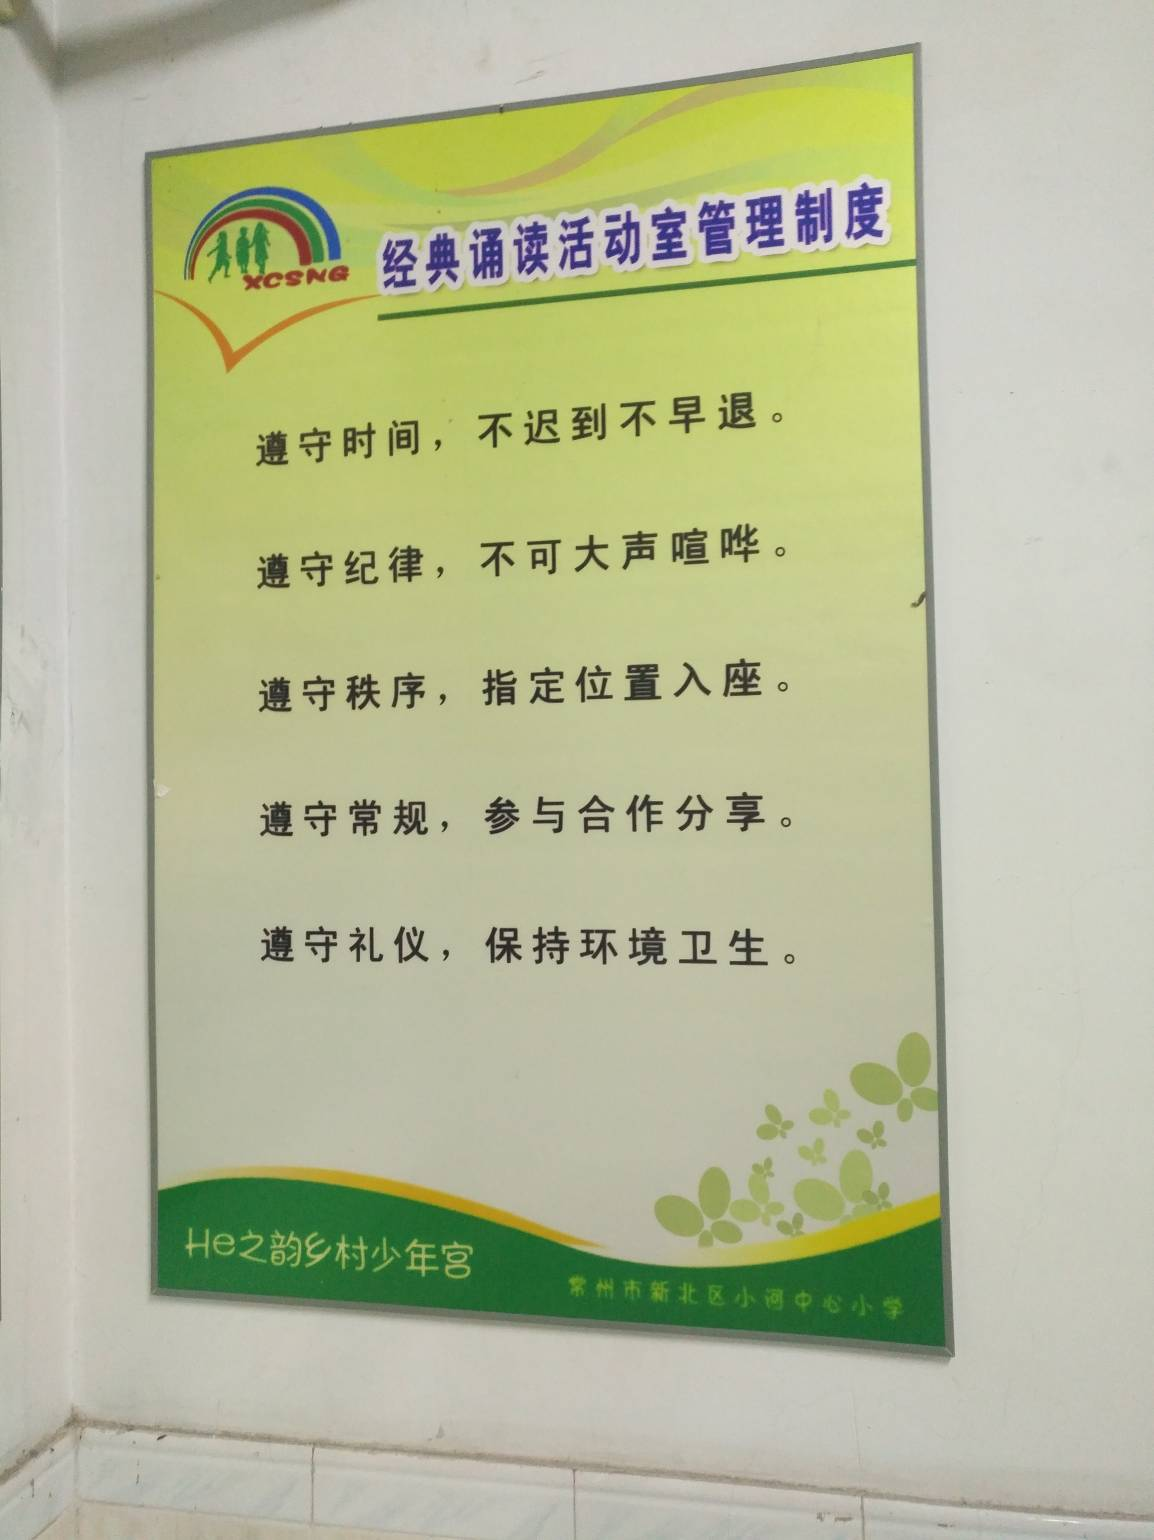 XCSNG
经典诵读活动室管理制度
遵守时间，不迟到不早退。
遵守纪律，不可大声喧哗。
遵守秩序，指定位置入座。
遵守常规，参与合作分享。
遵守礼仪，保持环境卫生。
He之韵乡村少年宫
常州市新北区小河中心小学